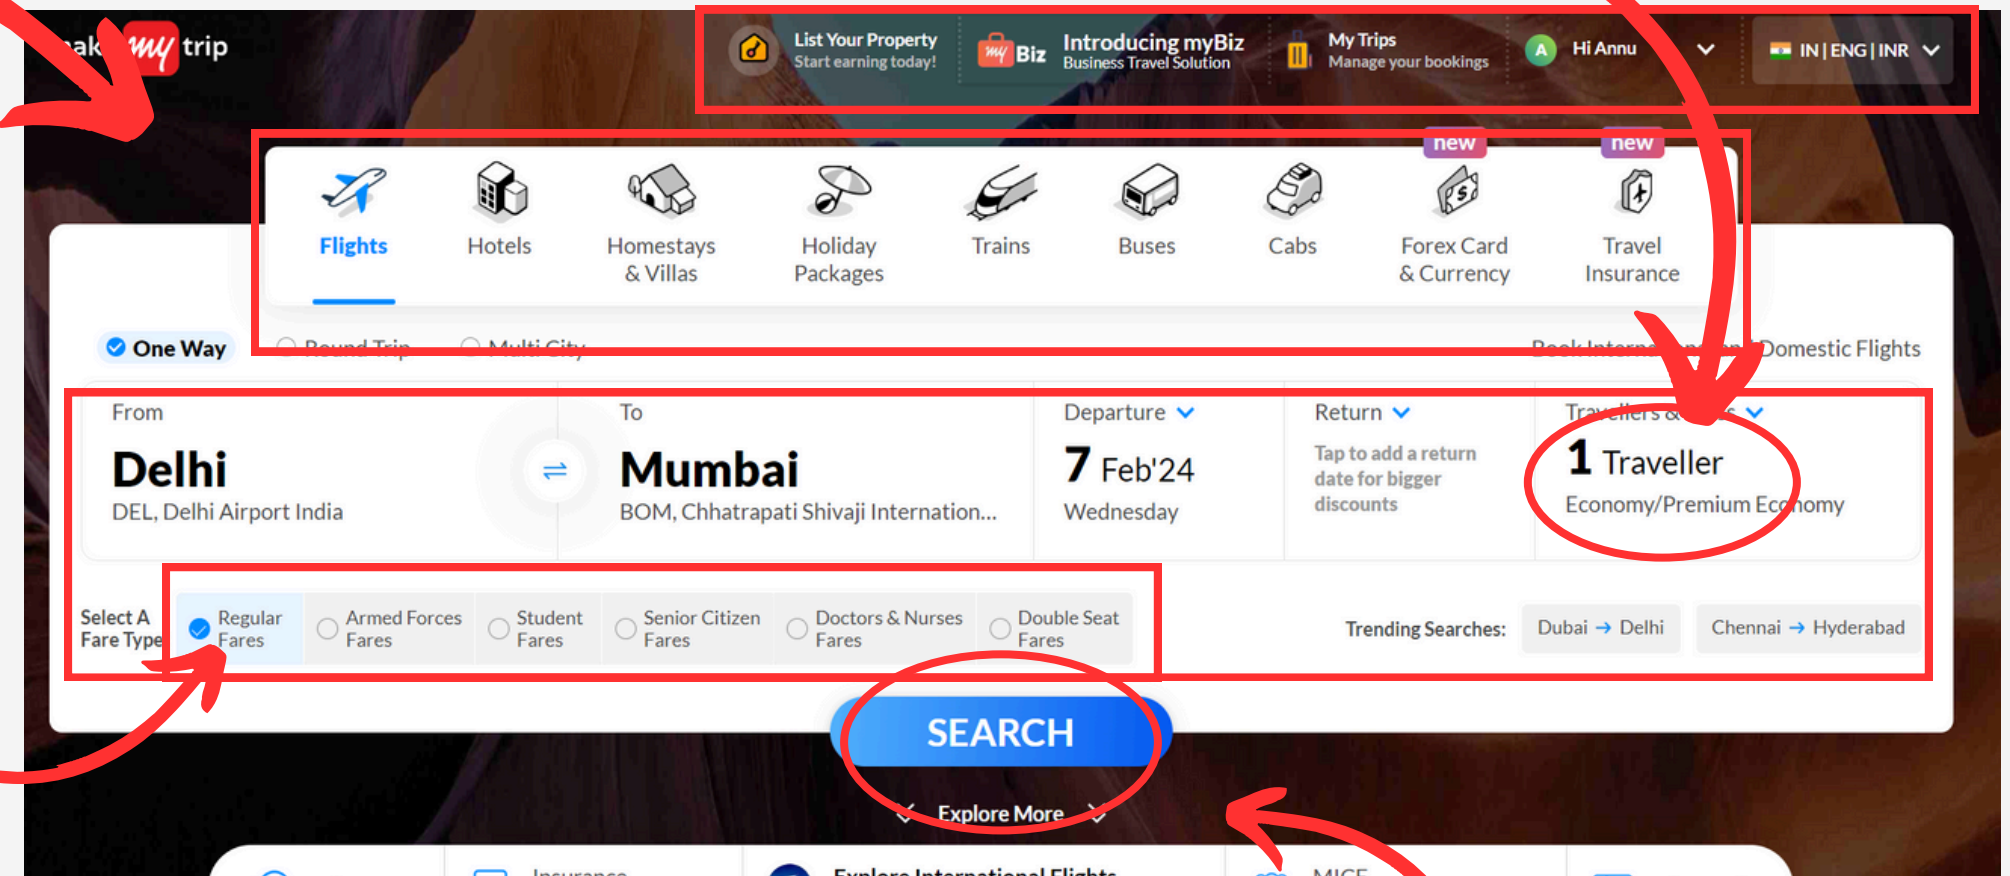 my trip
List Your Property
Start earning today!
my Biz
Introducing myBiz
Business Travel Solution
My Trips
Manage your bookings
A
Hi Annu
IN | ENG | INR
new
new
Flights
Hotels
Homestays
& Villas
Holiday
Packages
Trains
Buses
Cabs
Forex Card
& Currency
Travel
Insurance
One Way
Round Trip
Multi City
Book International and Domestic Flights
From
Delhi
DEL, Delhi Airport India
To
Mumbai
BOM, Chhatrapati Shivaji Internation...
Departure
7 Feb'24
Wednesday
Return
Tap to add a return
date for bigger
discounts
Travellers &
1 Traveller
Economy/Premium Economy
Select A
Fare Type
Regular
Fares
Armed Forces
Fares
Student
Fares
Senior Citizen
Fares
Doctors & Nurses
Fares
Double Seat
Fares
Trending Searches:
Dubai → Delhi
Chennai → Hyderabad
SEARCH
Explore More
Insurance
Explore International Flights
MICE